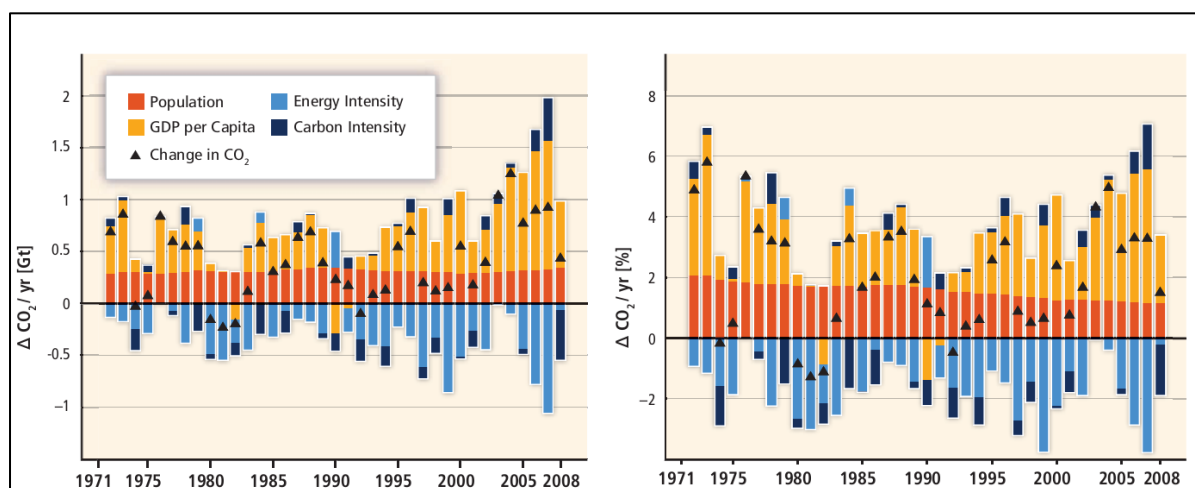 Δ CO₂ / yr [Gt]
2
1.5
1
0.5
0
−0.5
−1
Population
Energy Intensity
GDP per Capita
Carbon Intensity
Change in CO₂
1971 1975 1980 1985 1990 1995 2000 2005 2008
Δ CO₂ / yr [%]
8
6
4
2
0
−2
1971 1975 1980 1985 1990 1995 2000 2005 2008